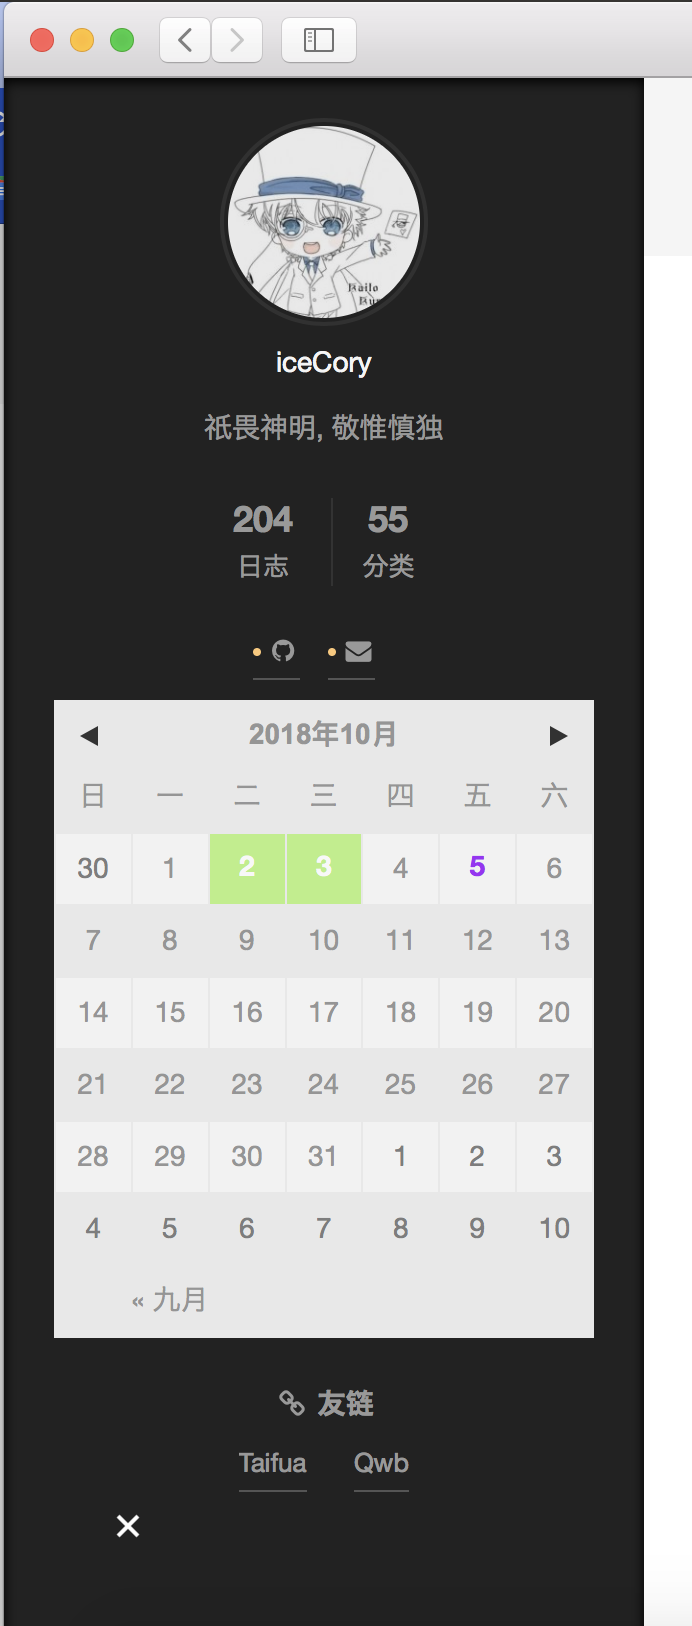 Kaito
iceCory
祇畏神明, 敬惟慎独
204 55
日志 分类
◀ 2018年10月 ▶
日 一 二 三 四 五 六
30 1 2 3 4 5 6
7 8 9 10 11 12 13
14 15 16 17 18 19 20
21 22 23 24 25 26 27
28 29 30 31 1 2 3
4 5 6 7 8 9 10
« 九月
友链
Taifua Qwb